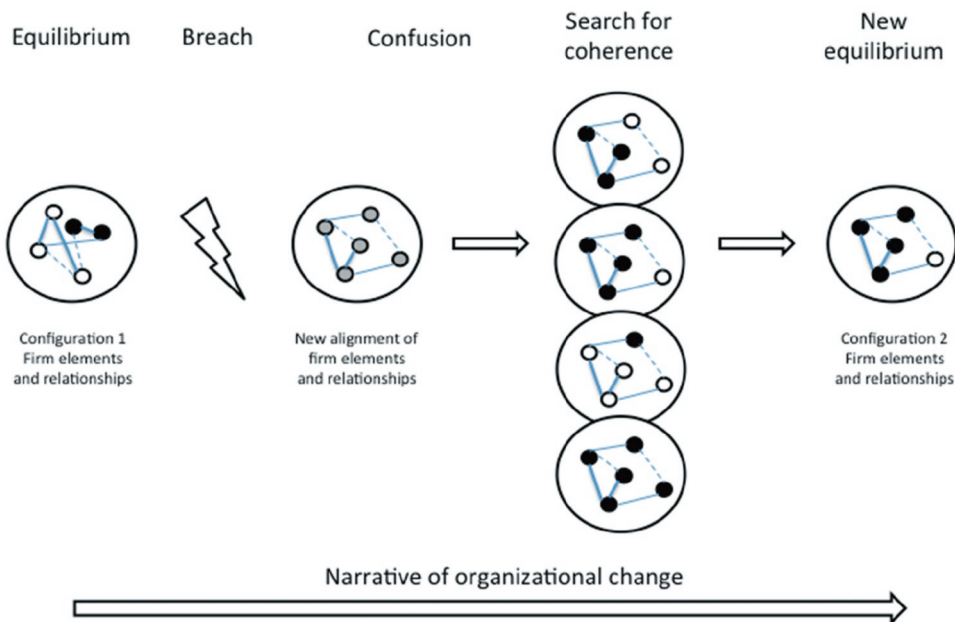 Equilibrium
Breach
Confusion
Search for
coherence
New
equilibrium
Configuration 1
Firm elements
and relationships
New alignment of
firm elements
and relationships
Configuration 2
Firm elements
and relationships
Narrative of organizational change